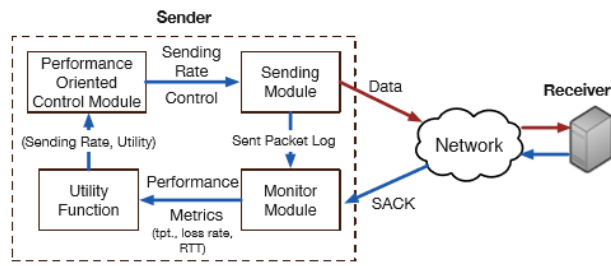 Sender
Performance
Oriented
Control Module
Sending
Rate
Control
Sending
Module
Data
Receiver
(Sending Rate, Utility)
Sent Packet Log
Network
Utility
Function
Performance
Metrics
(tpt., loss rate,
RTT)
Monitor
Module
SACK